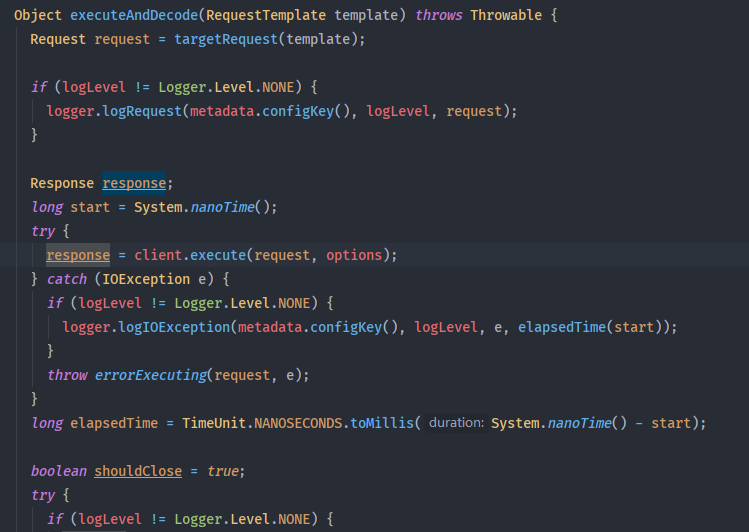 Object executeAndDecode(RequestTemplate template) throws Throwable {
Request request = targetRequest(template);
if (logLevel != Logger.Level.NONE) {
logger.logRequest(metadata.configKey(), logLevel, request);
}
Response response;
long start = System.nanoTime();
try {
response = client.execute(request, options);
} catch (IOException e) {
if (logLevel != Logger.Level.NONE) {
logger.logIOException(metadata.configKey(), logLevel, e, elapsedTime(start));
}
throw errorExecuting(request, e);
}
long elapsedTime = TimeUnit.NANOSECONDS.toMillis( duration: System.nanoTime() - start);
boolean shouldClose = true;
try {
if (logLevel != Logger.Level.NONE) {